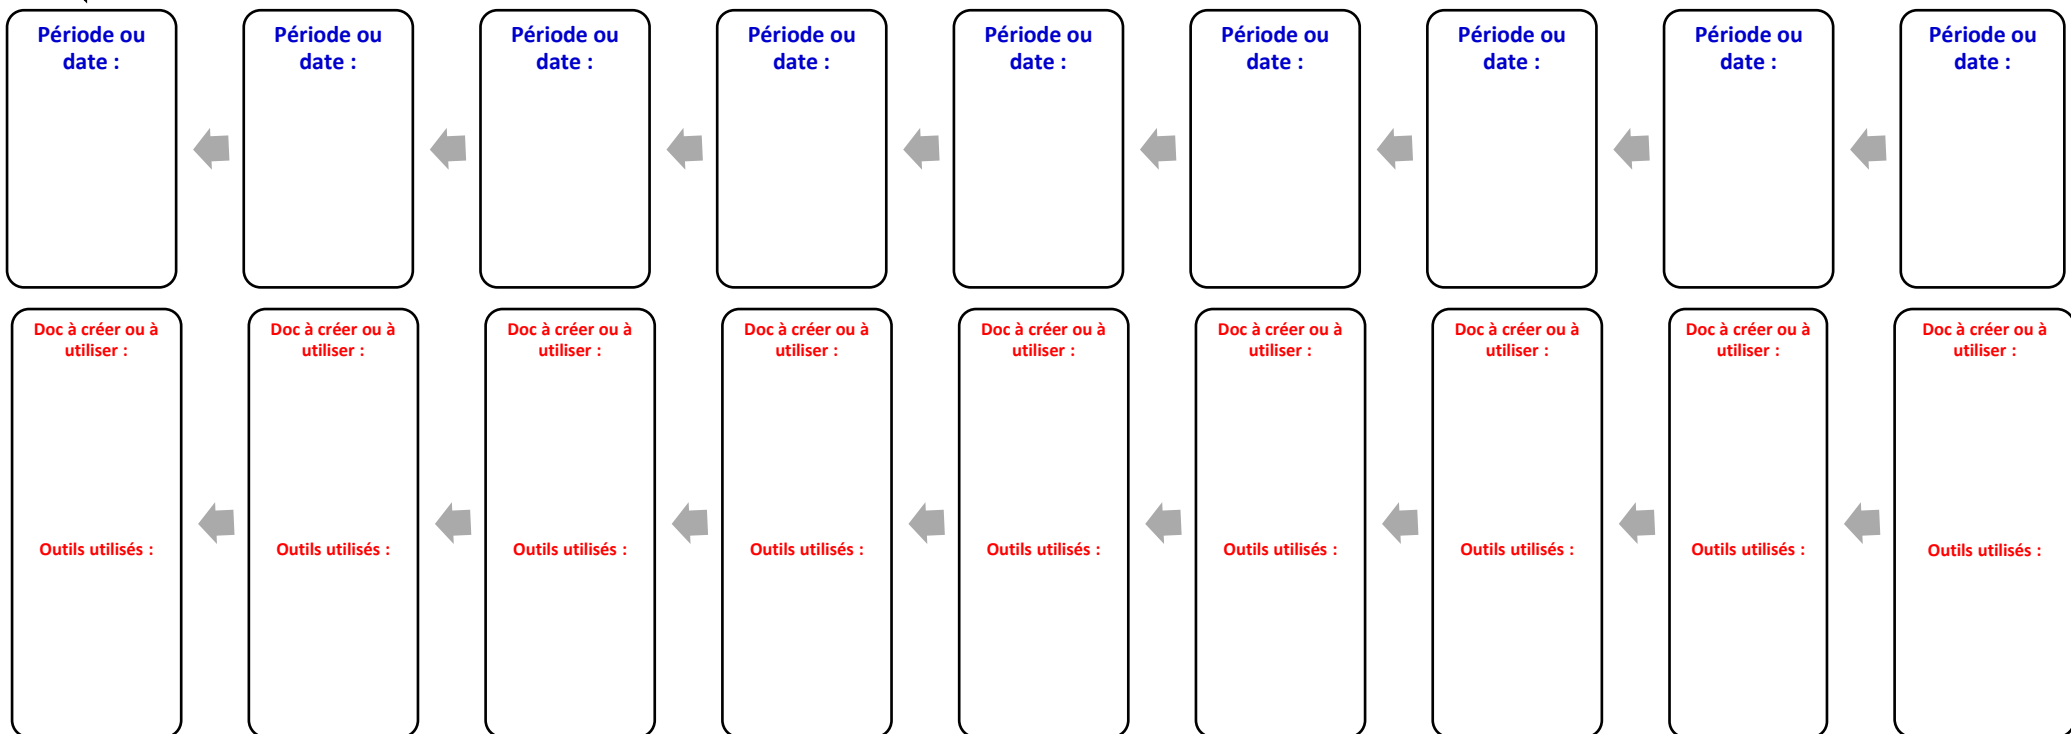 Période ou
date :
Période ou
date :
Période ou
date :
Période ou
date :
Période ou
date :
Période ou
date :
Période ou
date :
Période ou
date :
Période ou
date :
Doc à créer ou à
utiliser :
Outils utilisés :
Doc à créer ou à
utiliser :
Outils utilisés :
Doc à créer ou à
utiliser :
Outils utilisés :
Doc à créer ou à
utiliser :
Outils utilisés :
Doc à créer ou à
utiliser :
Outils utilisés :
Doc à créer ou à
utiliser :
Outils utilisés :
Doc à créer ou à
utiliser :
Outils utilisés :
Doc à créer ou à
utiliser :
Outils utilisés :
Doc à créer ou à
utiliser :
Outils utilisés :